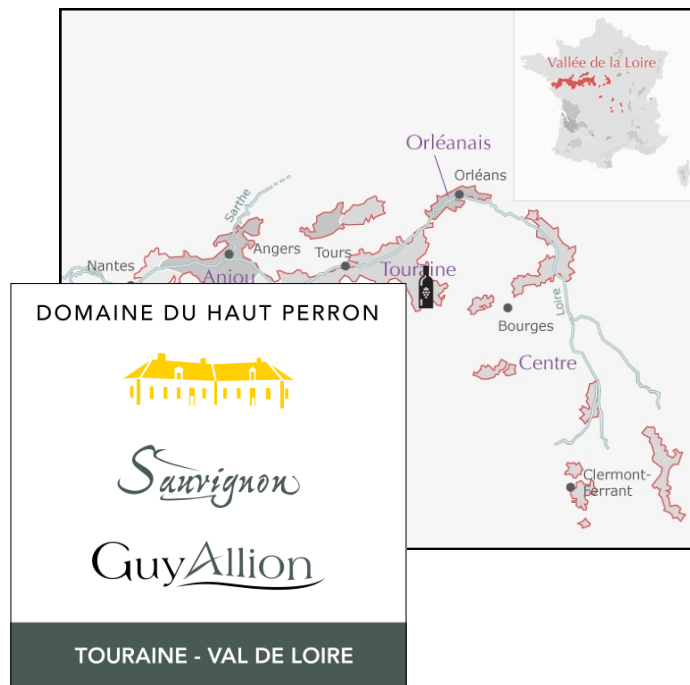 Vallée de la Loire
Orléanais
Orléans
Sarthe
Angers
Tours
Nantes
Anjou
Touraine
Loire
Bourges
Centre
Clermont-
Ferrant
DOMAINE DU HAUT PERRON
Sauvignon
GuyAllion
TOURAINE - VAL DE LOIRE